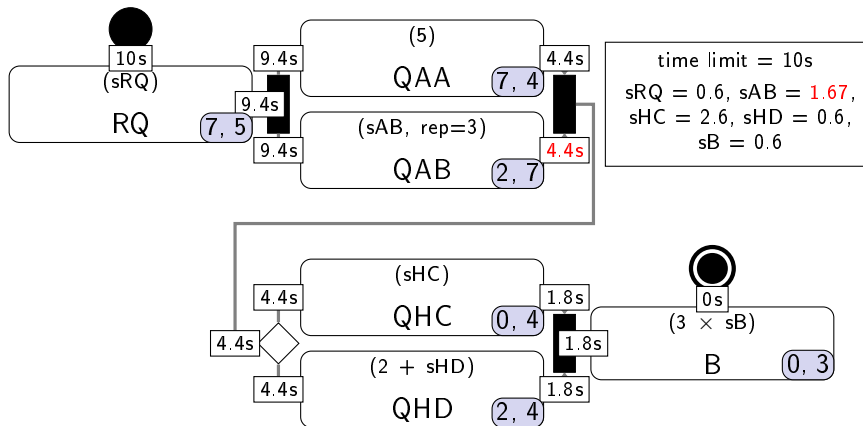 10s
(sRQ)
RQ
7, 5
9.4s
9.4s
9.4s
(5)
QAA
7, 4
4.4s
(sAB, rep=3)
QAB
2, 7
4.4s
time limit = 10s
sRQ = 0.6, sAB = 1.67,
sHC = 2.6, sHD = 0.6,
sB = 0.6
4.4s
4.4s
4.4s
(sHC)
QHC
0, 4
1.8s
(2 + sHD)
QHD
2, 4
1.8s
1.8s
0s
(3 × sB)
B
0, 3